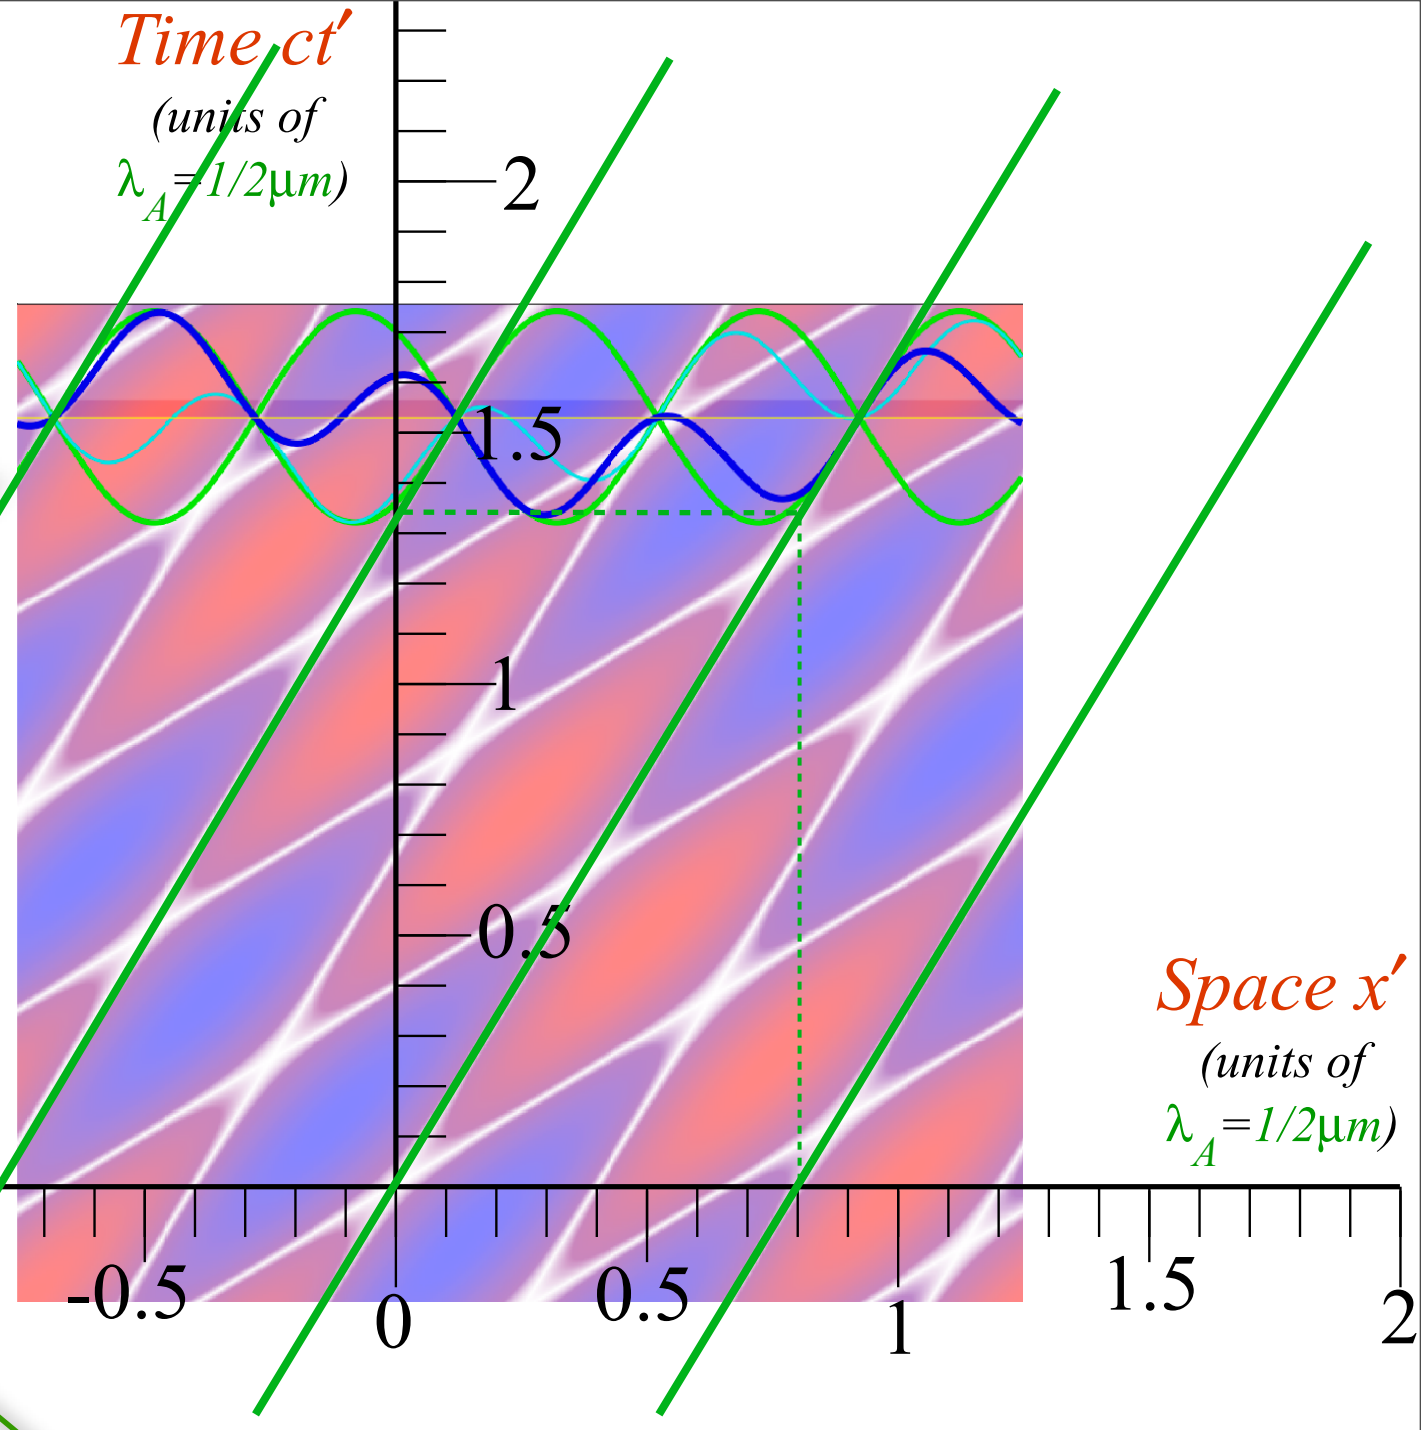 Time ct′
(units of
λA=1/2μm)
2
1.5
1
0.5
Space x′
(units of
λA=1/2μm)
-0.5
0
0.5
1
1.5
2